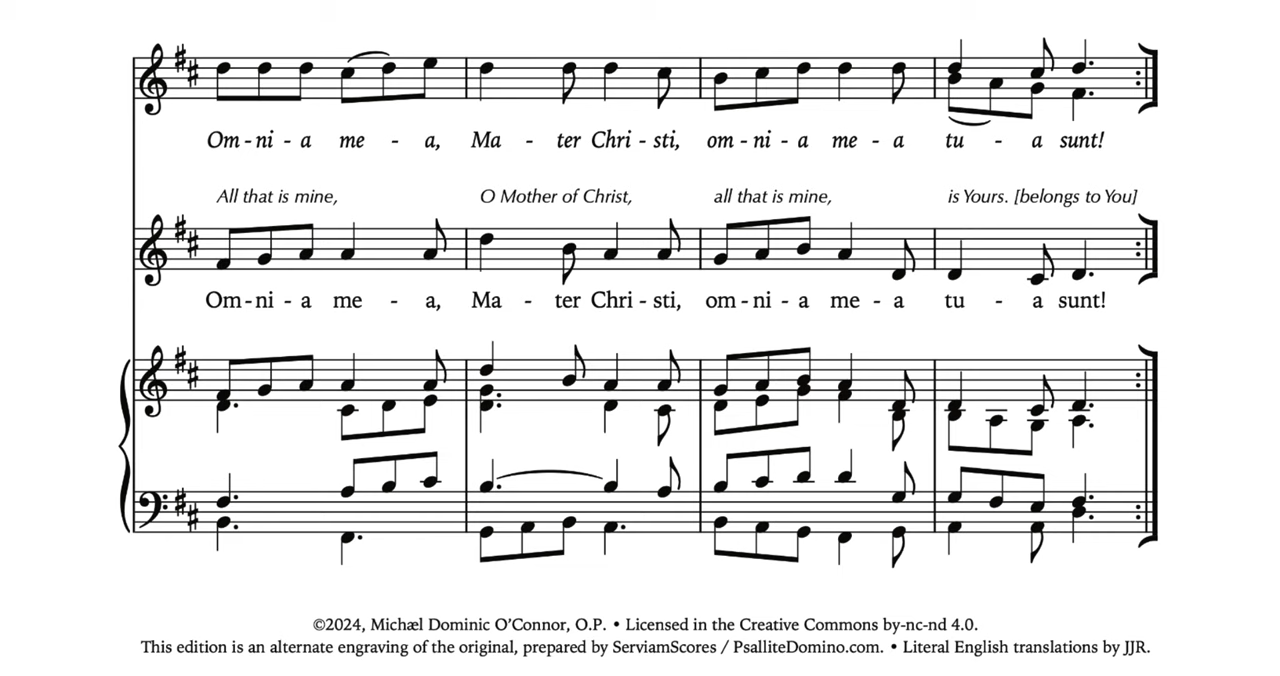 Om - ni - a me - a, Ma - ter Chri - sti, om - ni - a me - a tu - a sunt!
All that is mine, O Mother of Christ, all that is mine, is Yours. [belongs to You]
Om - ni - a me - a, Ma - ter Chri - sti, om - ni - a me - a tu - a sunt!
©2024, Michæl Dominic O’Connor, O.P. • Licensed in the Creative Commons by-nc-nd 4.0.
This edition is an alternate engraving of the original, prepared by ServiamScores / PsalliteDomino.com. • Literal English translations by JJR.